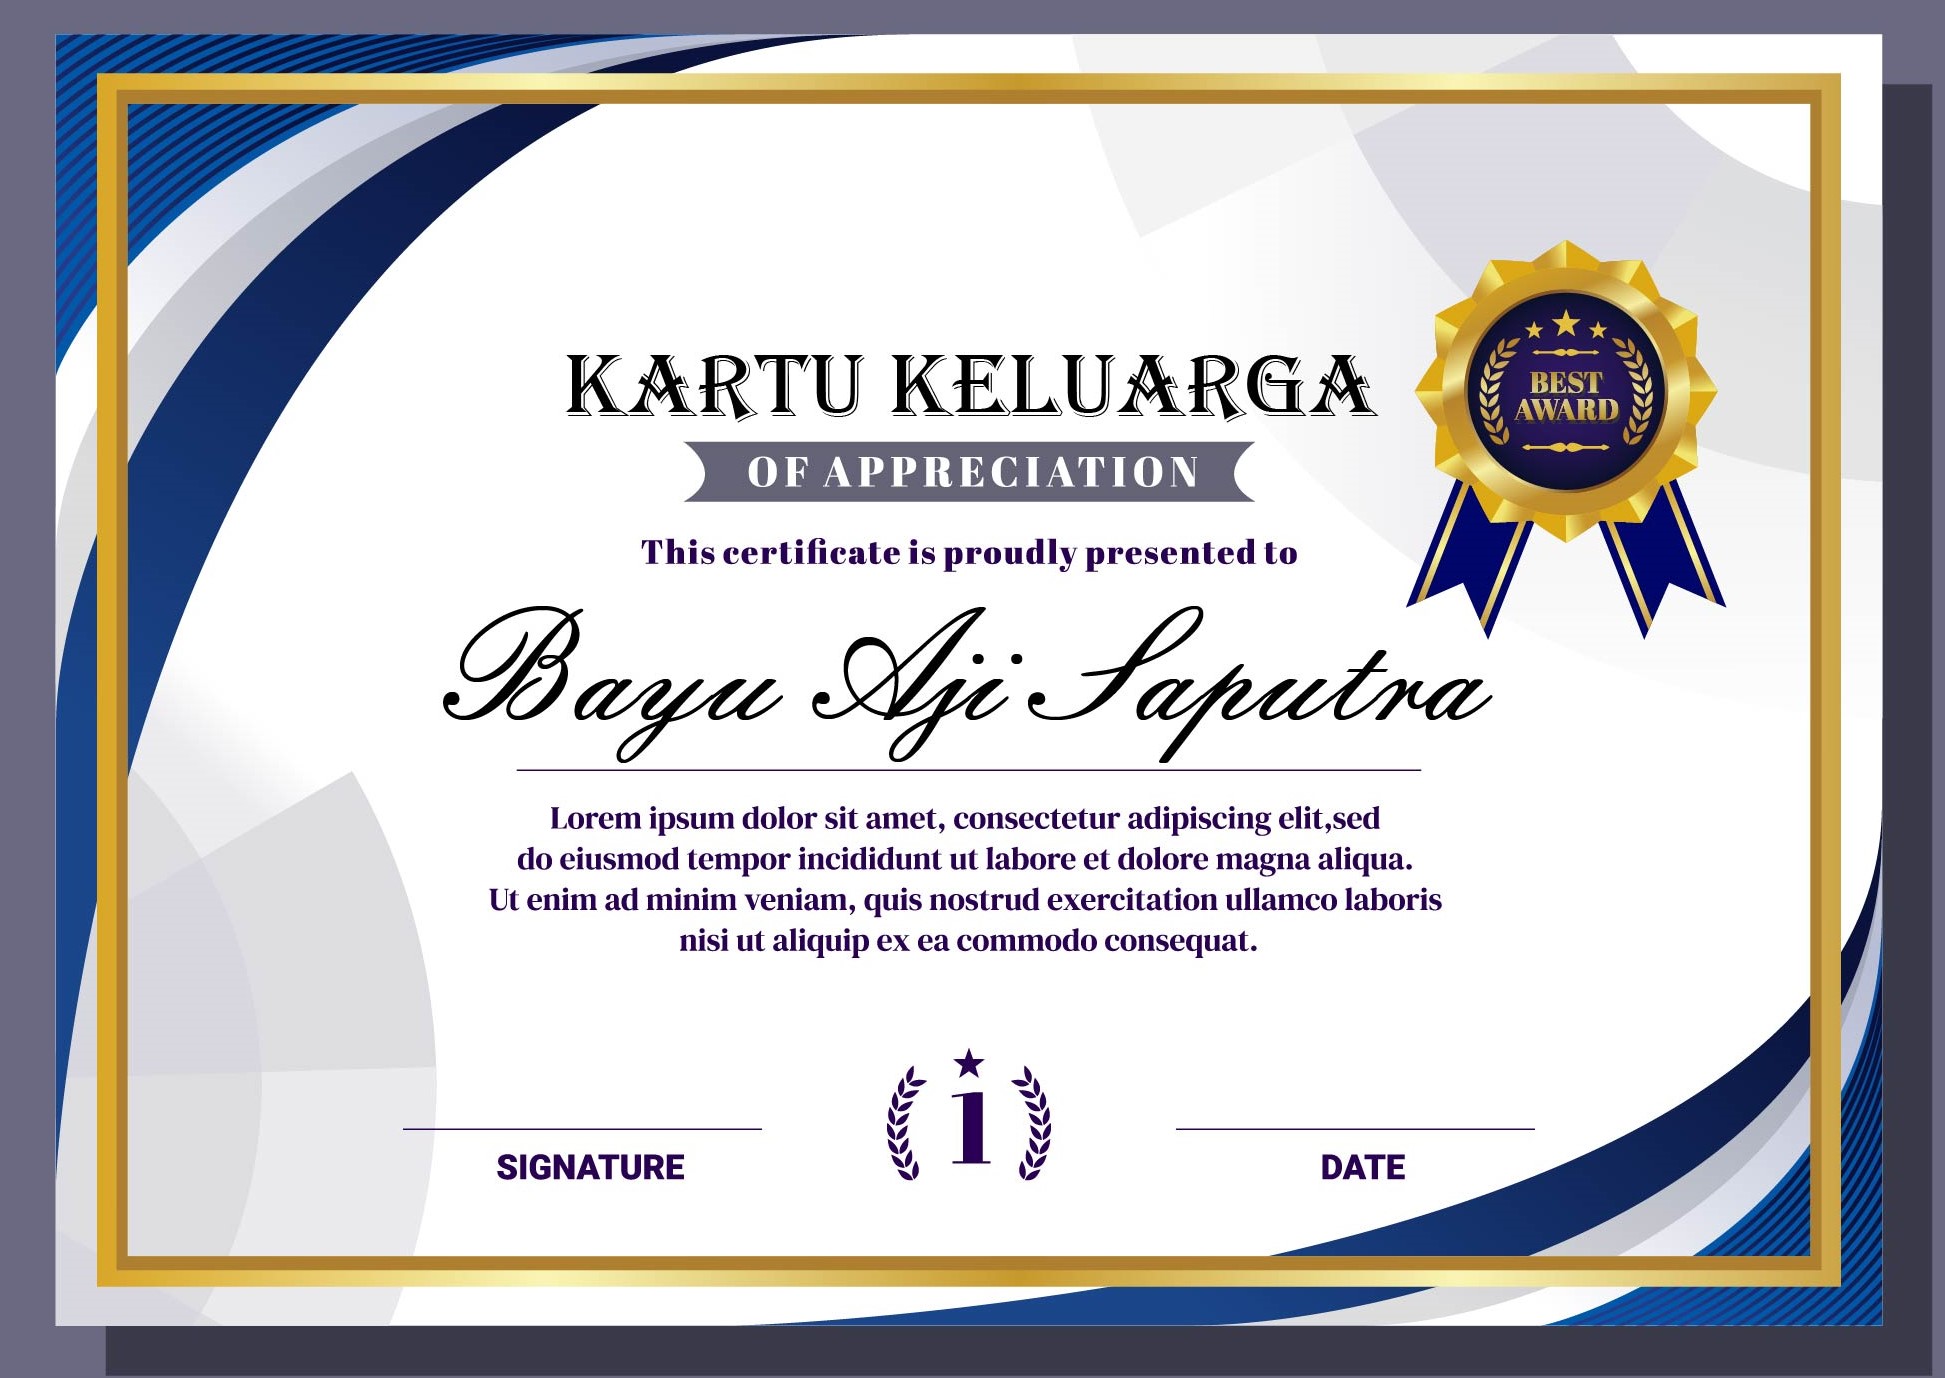 KARTU KELUARGA
OF APPRECIATION
BEST
AWARD
This certificate is proudly presented to
Bayu Aji Saputra
Lorem ipsum dolor sit amet, consectetur adipiscing elit,sed
do eiusmod tempor incididunt ut labore et dolore magna aliqua.
Ut enim ad minim veniam, quis nostrud exercitation ullamco laboris
nisi ut aliquip ex ea commodo consequat.
1
SIGNATURE
DATE